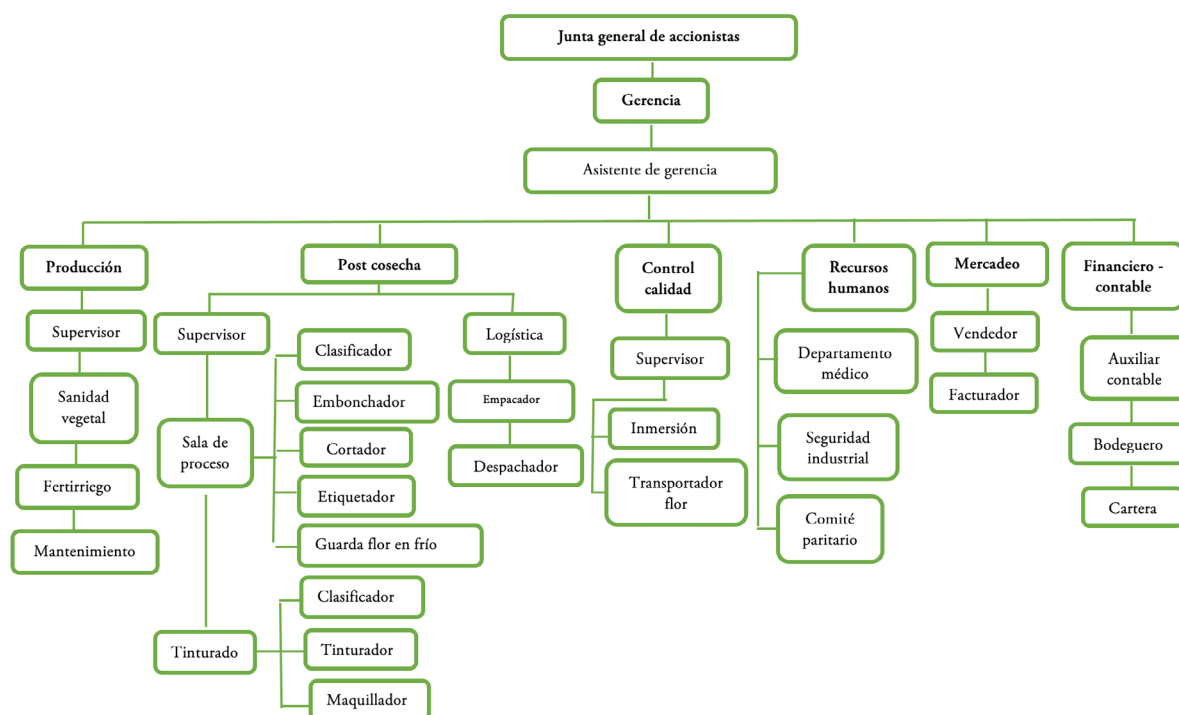 Junta general de accionistas
Gerencia
Asistente de gerencia
Producción
Supervisor
Sanidad
vegetal
Fertirriego
Mantenimiento
Post cosecha
Supervisor
Sala de
proceso
Clasificador
Embonchador
Cortador
Etiquetador
Guarda flor en frío
Tinturado
Clasificador
Tinturador
Maquillador
Logística
Empacador
Despachador
Control
calidad
Supervisor
Inmersión
Transportador
flor
Recursos
humanos
Departamento
médico
Seguridad
industrial
Comité
paritario
Mercadeo
Vendedor
Facturador
Financiero -
contable
Auxiliar
contable
Bodeguero
Cartera